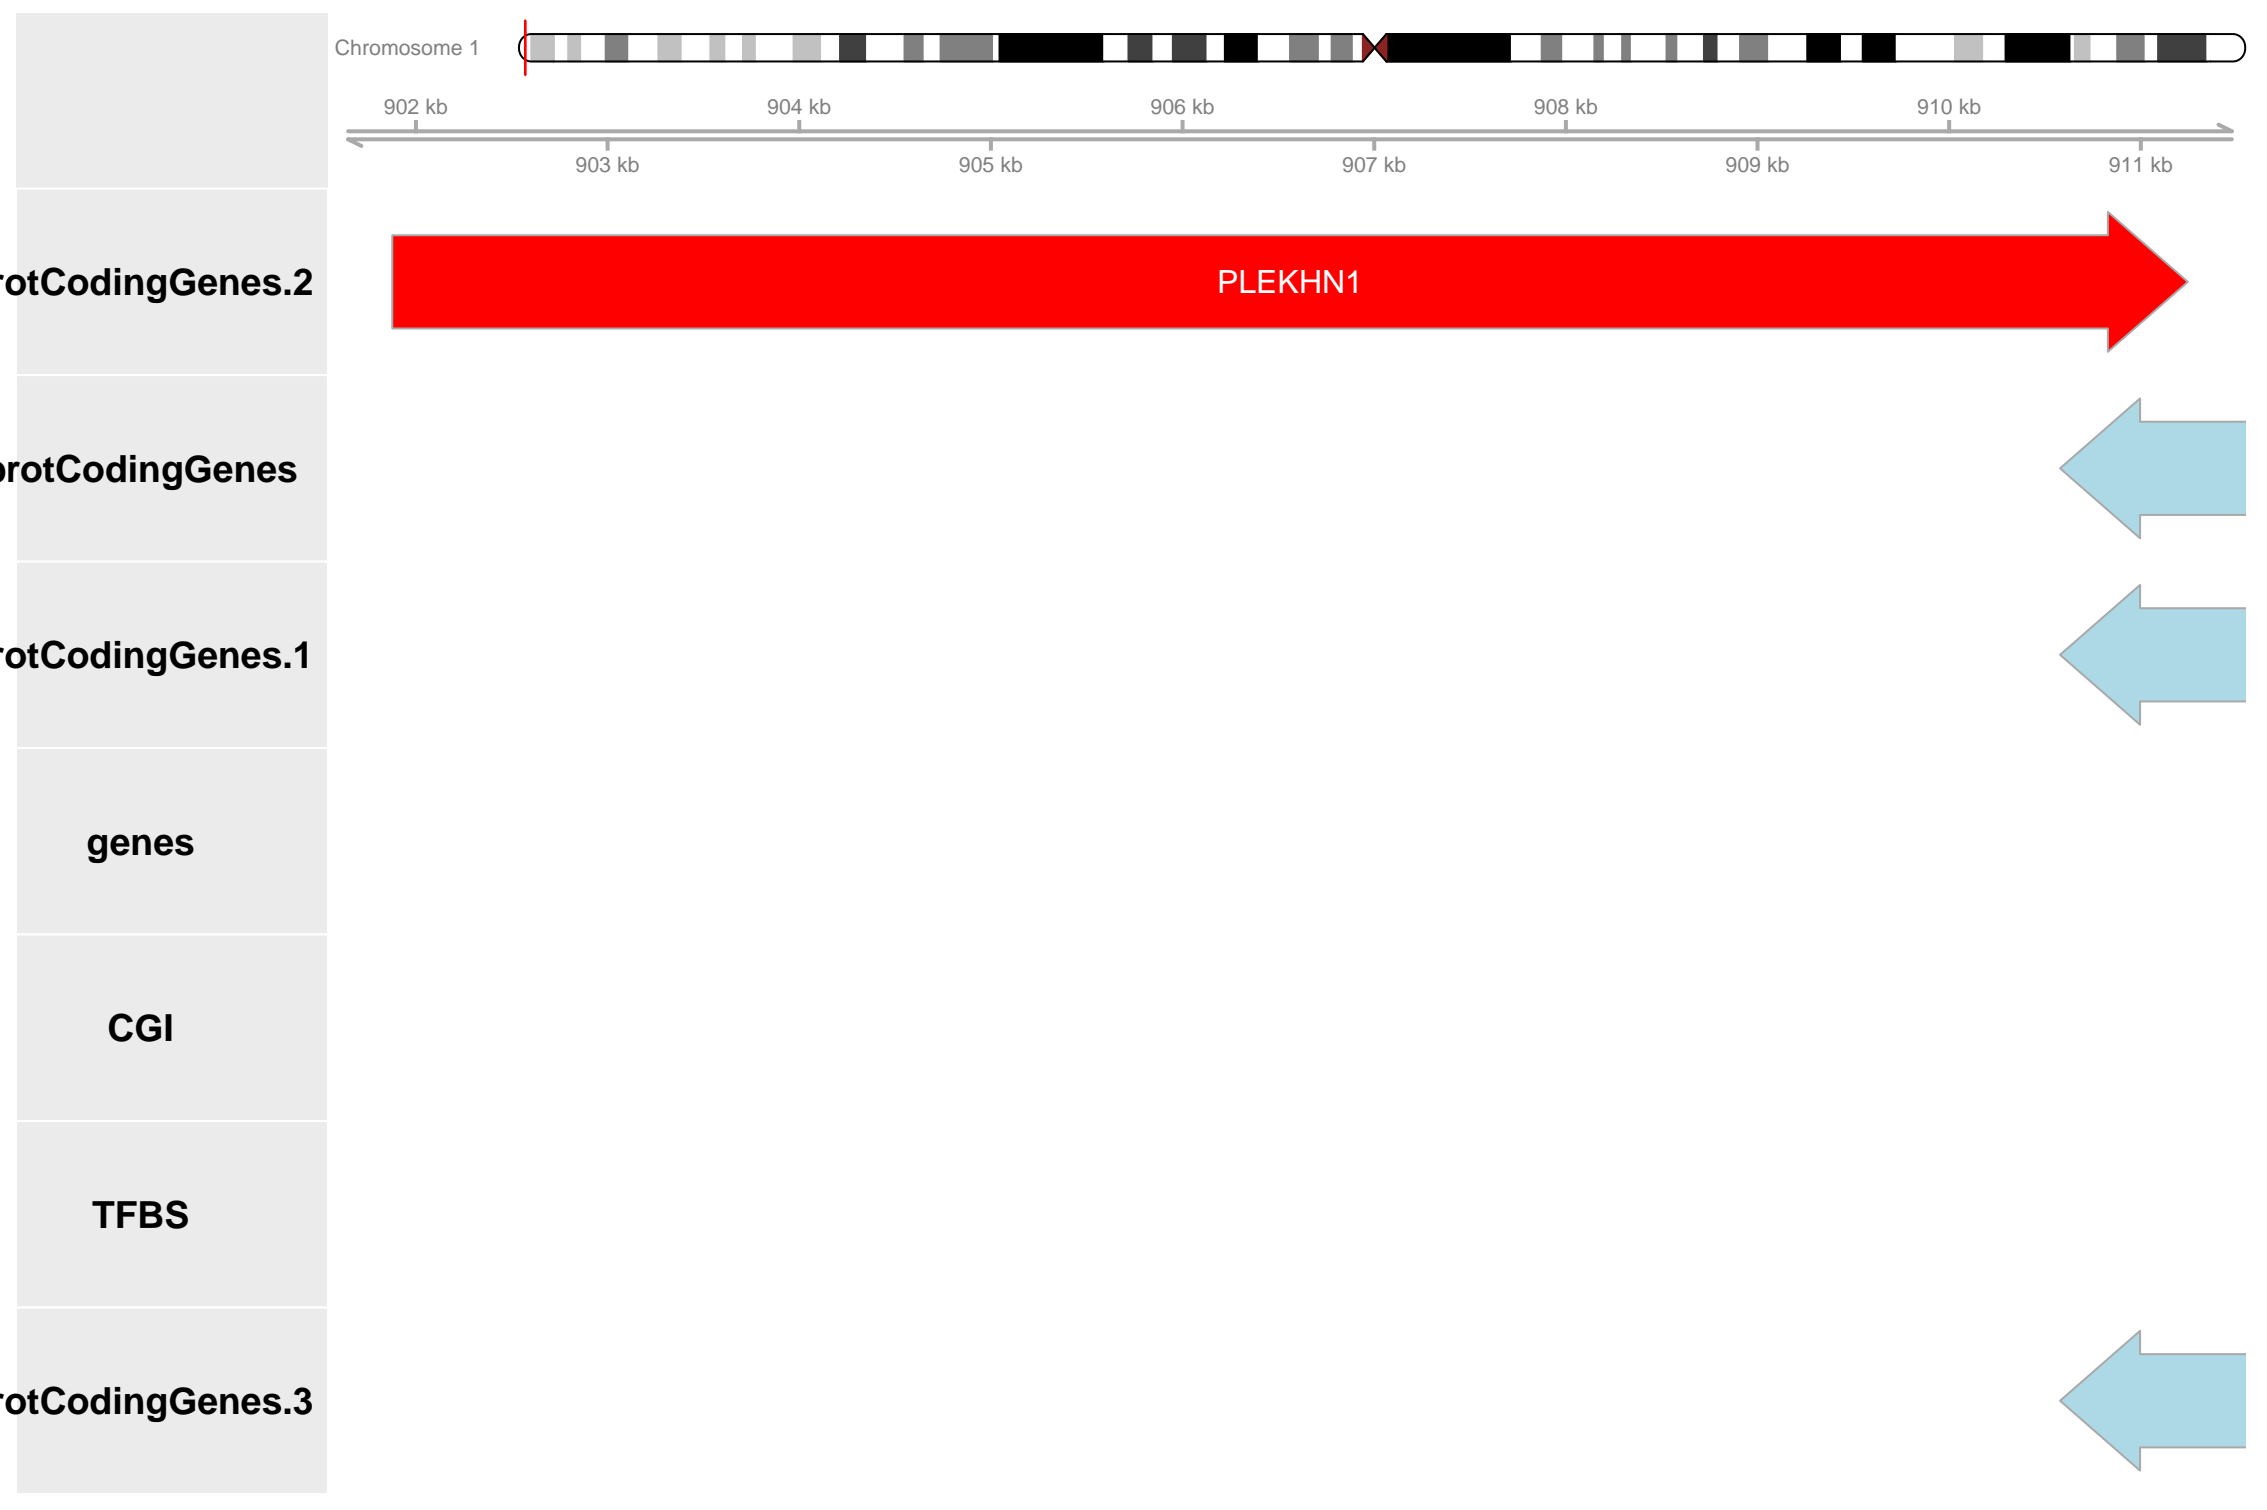 Chromosome 1
902 kb 904 kb 906 kb 908 kb 910 kb
903 kb 905 kb 907 kb 909 kb 911 kb
rotCodingGenes.2
PLEKHN1
protCodingGenes
rotCodingGenes.1
genes
CGI
TFBS
rotCodingGenes.3